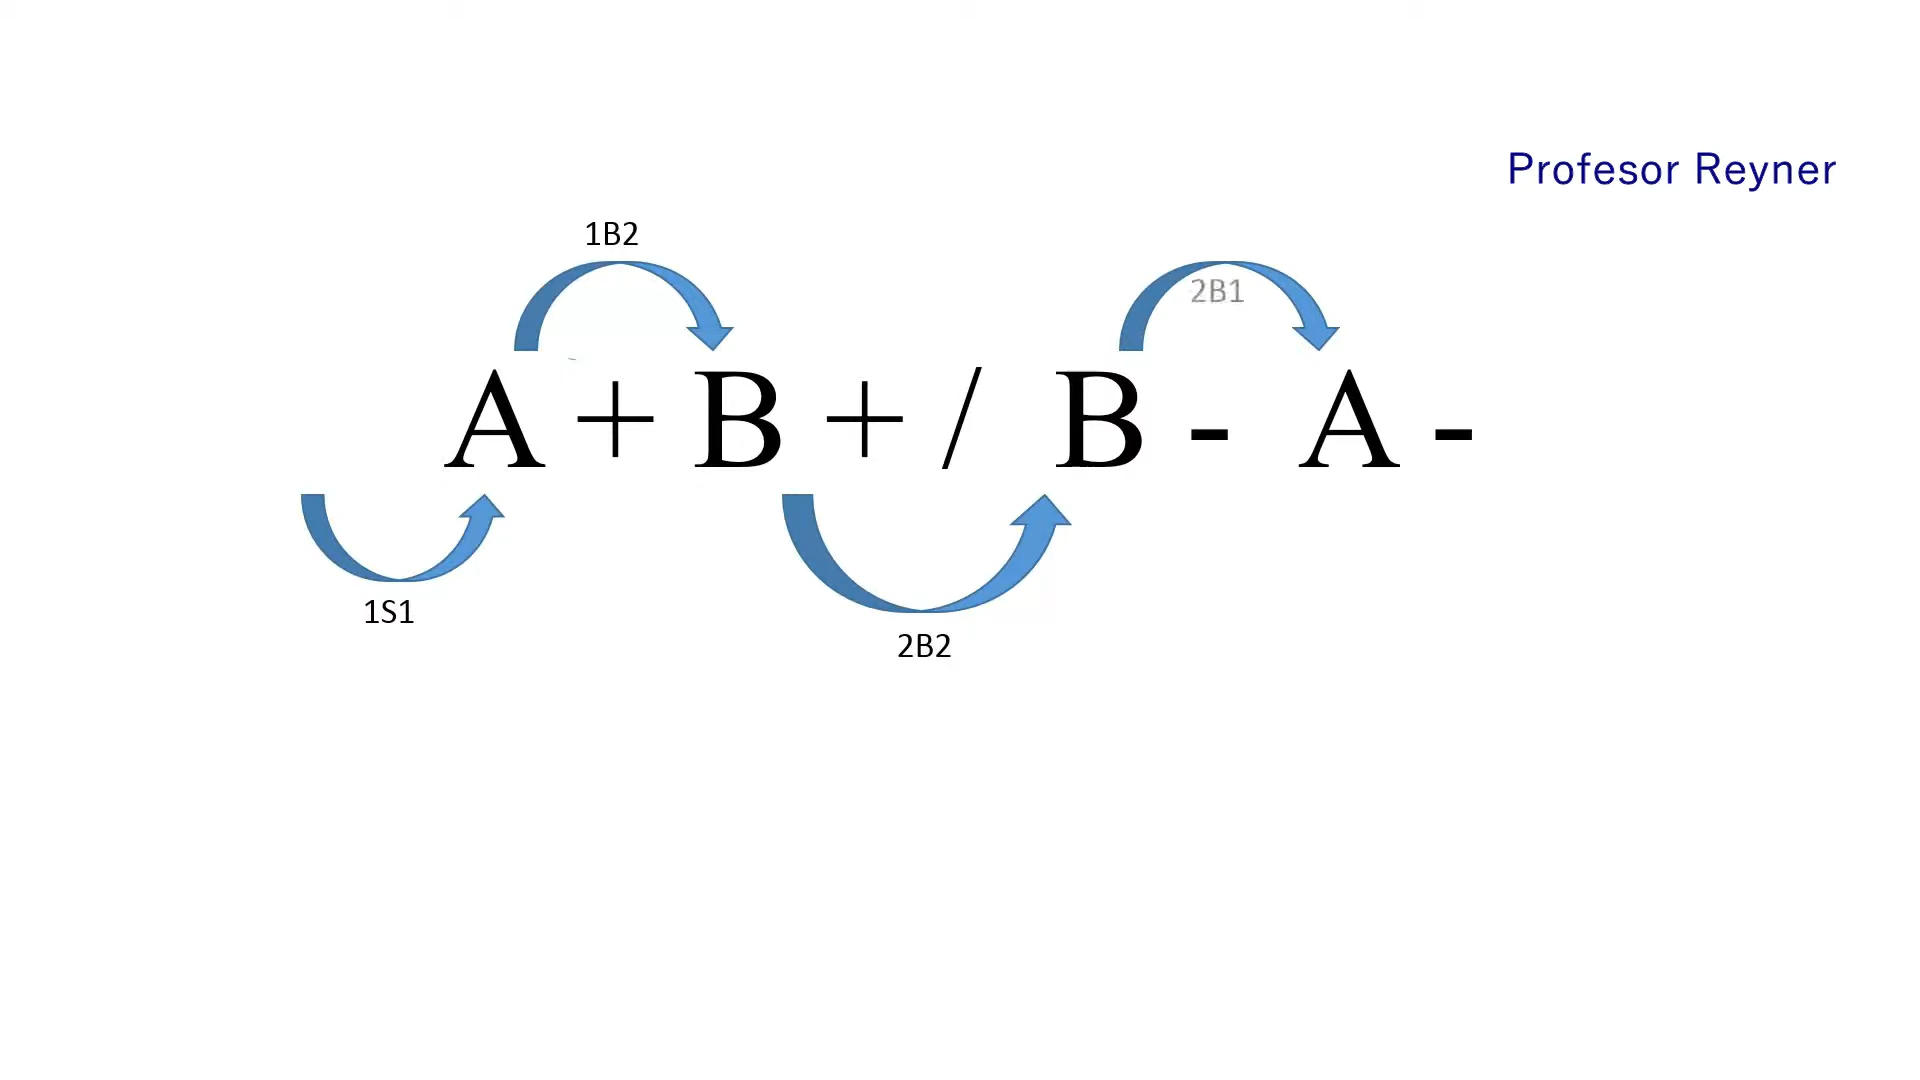 Profesor Reyner
1B2
2B1
A + B + / B - A -
1S1
2B2